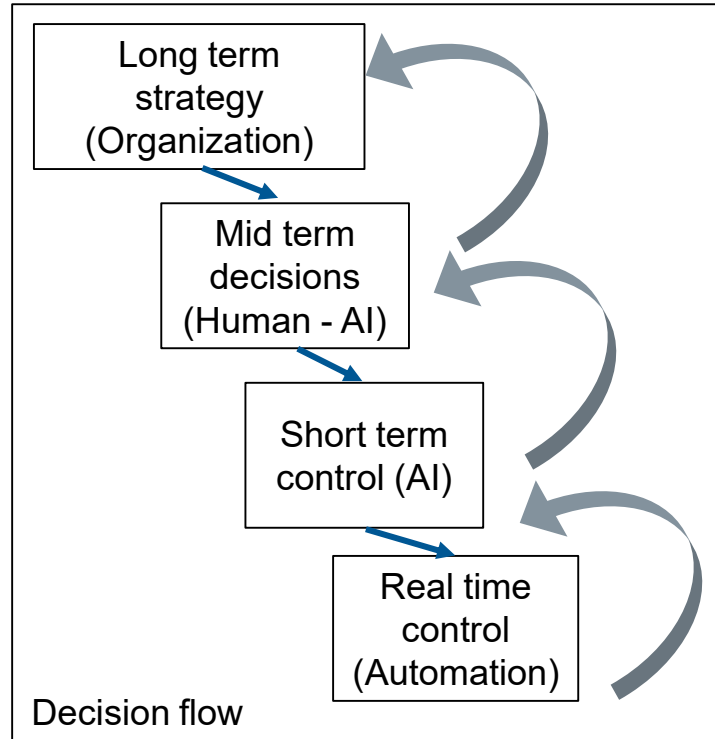 Long term
strategy
(Organization)
Mid term
decisions
(Human - AI)
Short term
control (AI)
Real time
control
(Automation)
Decision flow